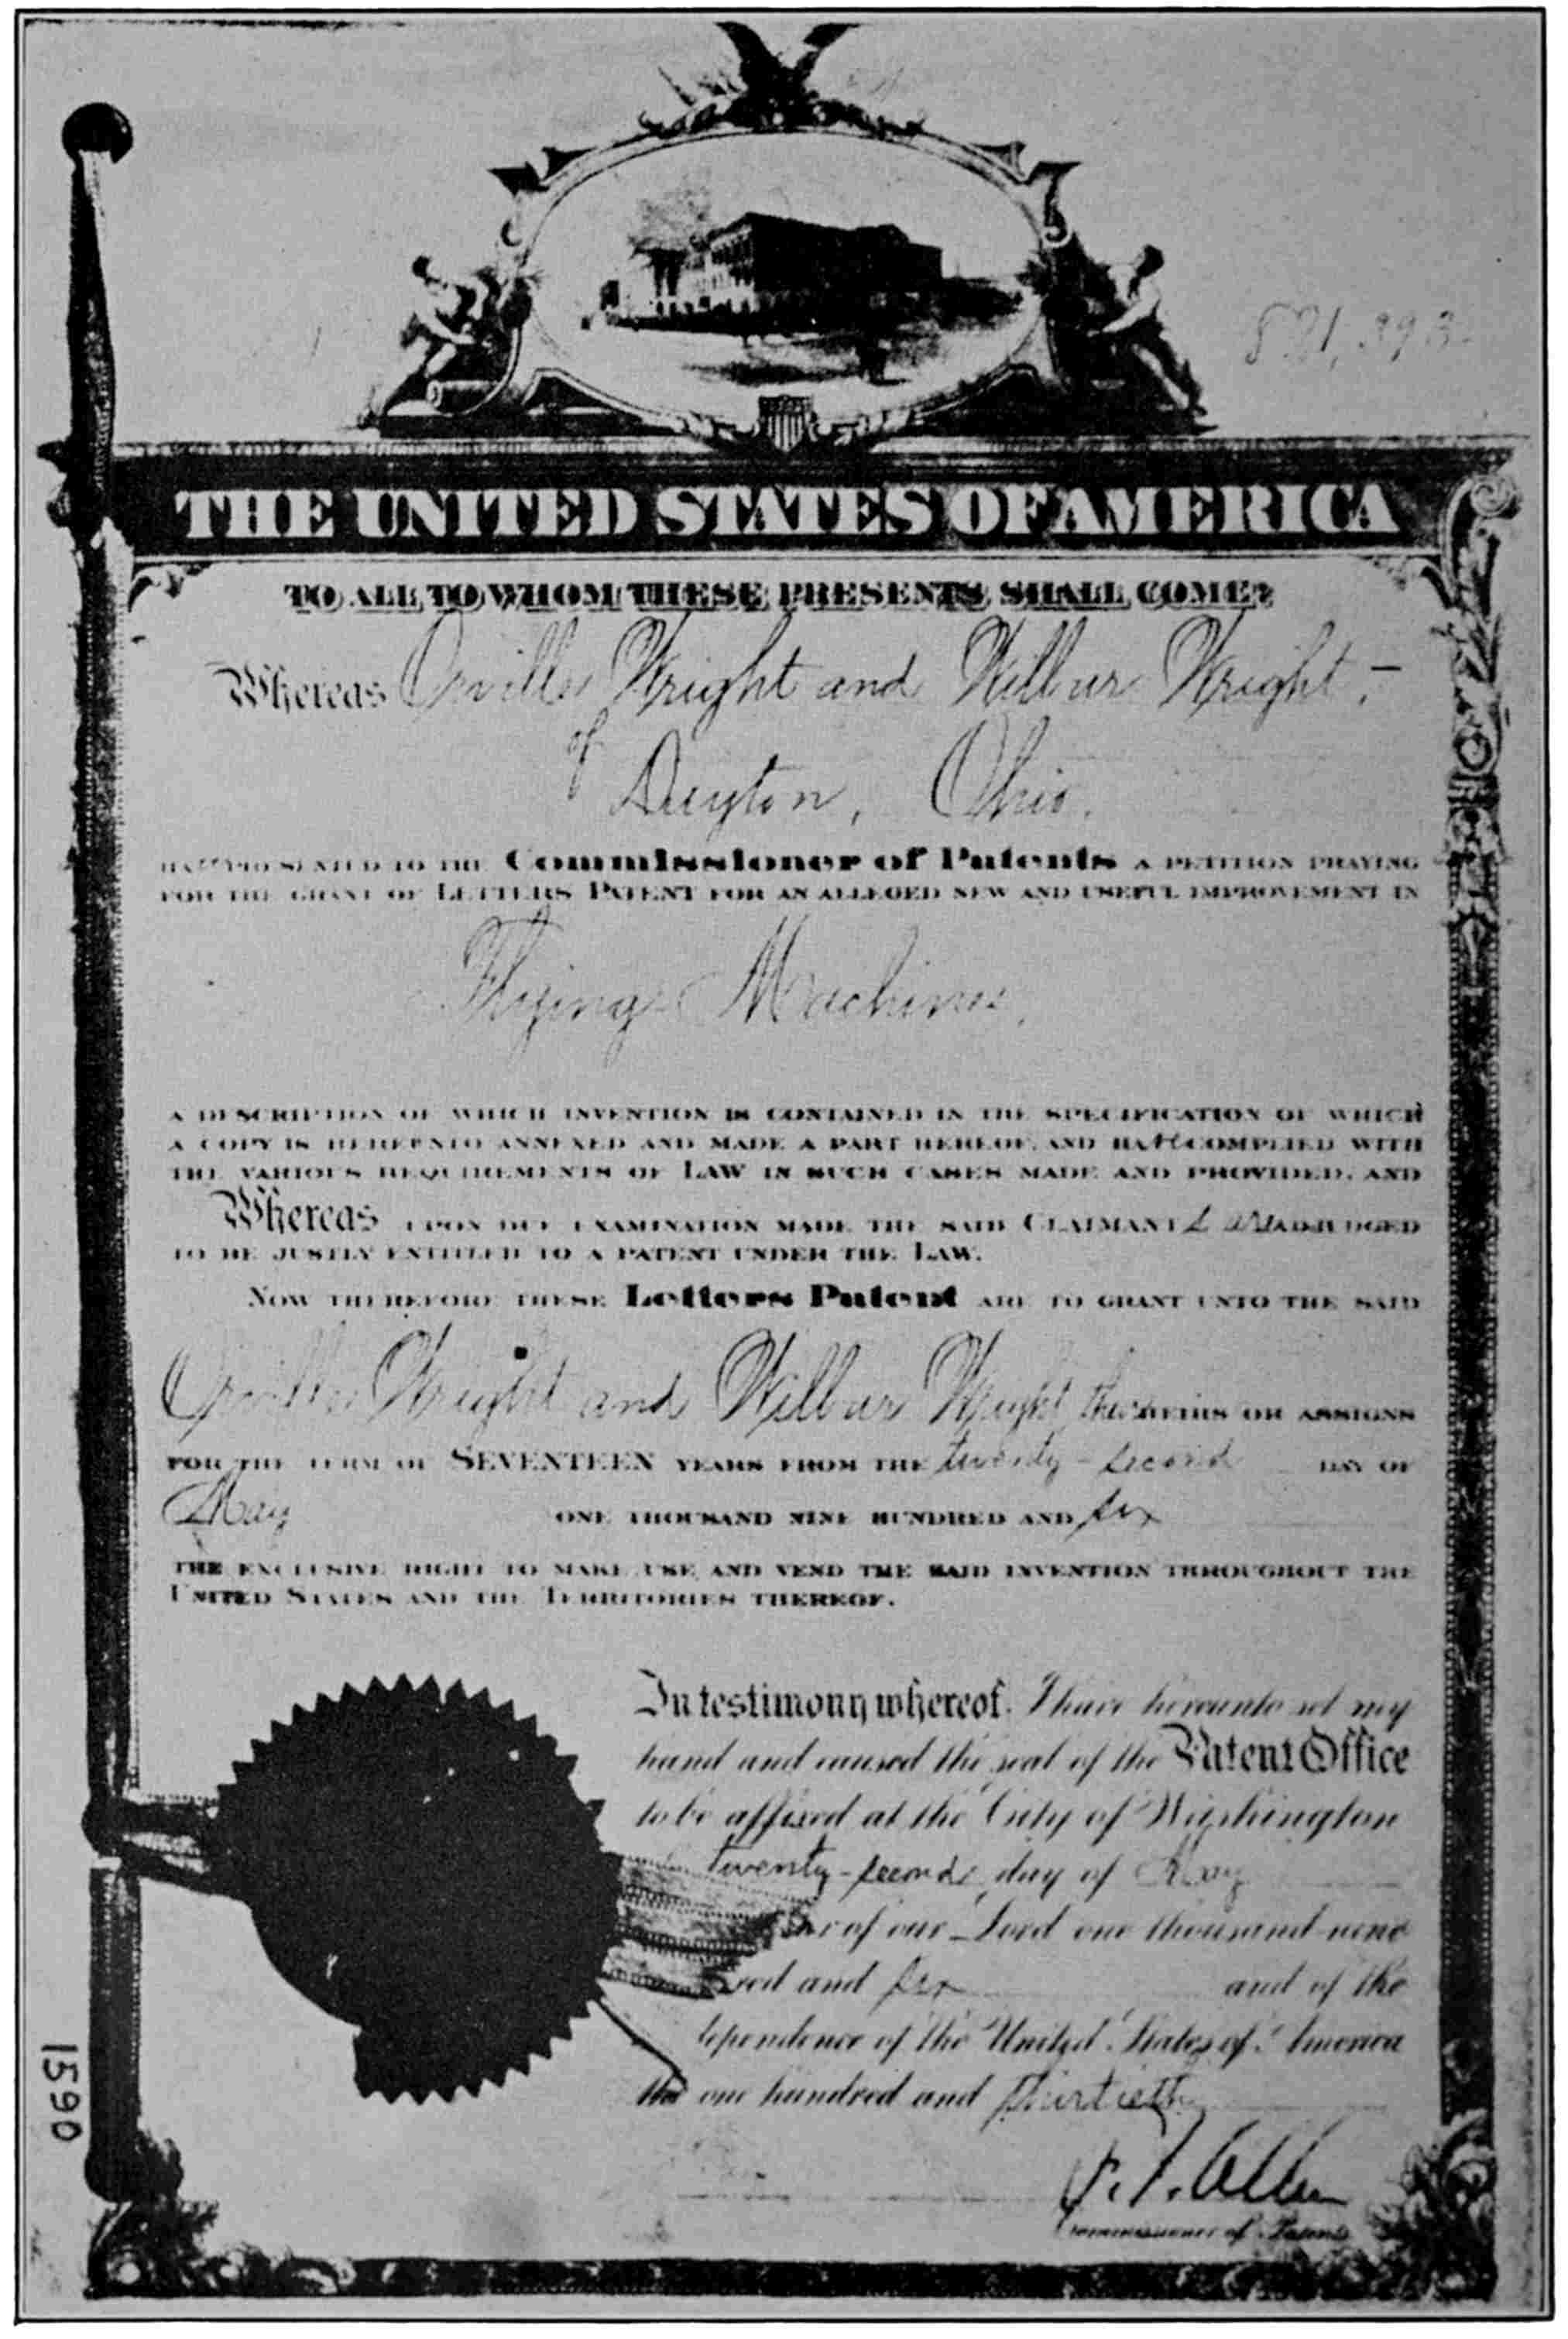 821,393
THE UNITED STATES OF AMERICA
TO ALL TO WHOM THESE PRESENTS SHALL COME:
Whereas Orville Wright and Wilbur Wright,
of
Dayton, Ohio,
PRESENTED TO THE Commissioner of Patents A PETITION PRAYING
FOR THE GRANT OF LETTERS PATENT FOR AN ALLEGED NEW AND USEFUL IMPROVEMENT IN
Flying Machines,
A DESCRIPTION OF WHICH INVENTION IS CONTAINED IN THE SPECIFICATION OF WHICH
A COPY IS HEREUNTO ANNEXED AND MADE A PART HEREOF, AND HAVE COMPLIED WITH
THE VARIOUS REQUIREMENTS OF LAW IN SUCH CASES MADE AND PROVIDED, AND
Whereas UPON DUE EXAMINATION MADE THE SAID CLAIMANTS ARE ADJUDGED
TO BE JUSTLY ENTITLED TO A PATENT UNDER THE LAW.
NOW THEREFORE THESE Letters Patent ARE TO GRANT UNTO THE SAID
Orville Wright and Wilbur Wright, their HEIRS OR ASSIGNS
FOR THE TERM OF SEVENTEEN YEARS FROM THE twenty-second DAY OF
May ONE THOUSAND NINE HUNDRED AND six
THE EXCLUSIVE RIGHT TO MAKE, USE AND VEND THE SAID INVENTION THROUGHOUT THE
UNITED STATES AND THE TERRITORIES THEREOF.
In testimony whereof, I have hereunto set my
hand and caused the seal of the Patent Office
to be affixed at the City of Washington
twenty-second day of May
of our Lord one thousand nine
red and six and of the
dependence of the United States of America
the one hundred and thirtieth.
F. I. Allen
Commissioner of Patents
1590